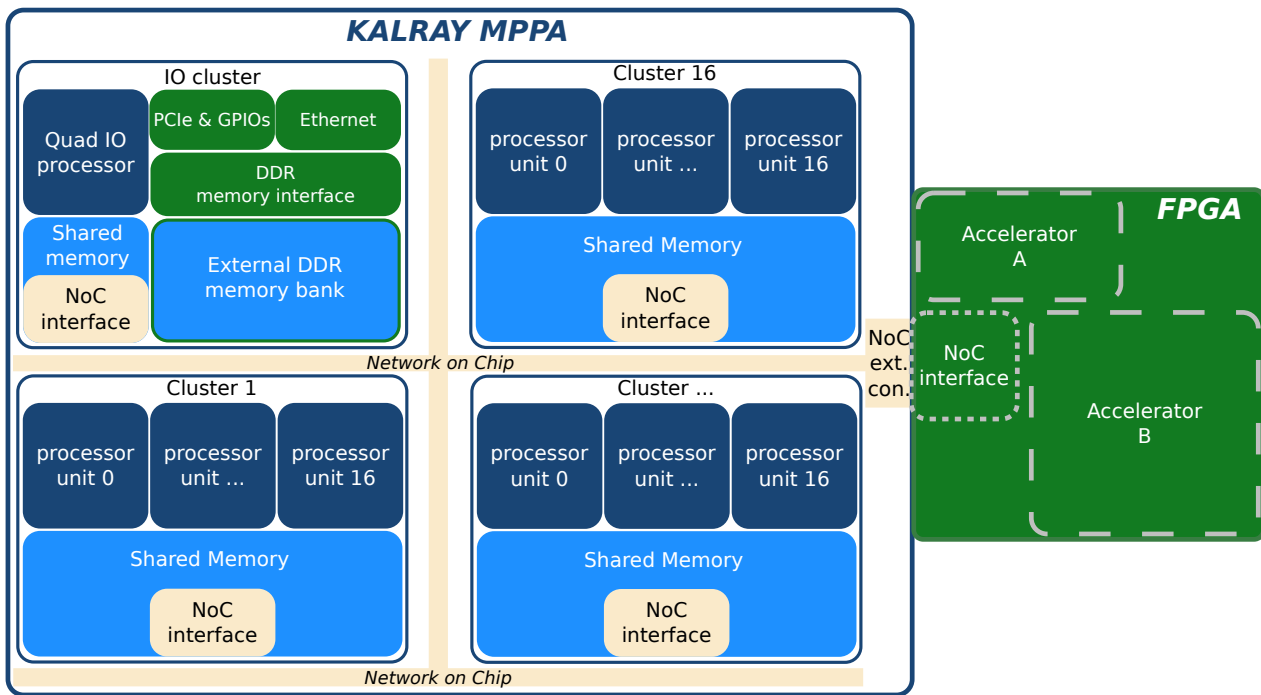 KALRAY MPPA
IO cluster
Quad IO
processor
PCIe & GPIOs
Ethernet
DDR
memory interface
Shared
memory
External DDR
memory bank
NoC
interface
Cluster 16
processor
unit 0
processor
unit ...
processor
unit 16
Shared Memory
NoC
interface
Network on Chip
Cluster 1
processor
unit 0
processor
unit ...
processor
unit 16
Shared Memory
NoC
interface
Cluster ...
processor
unit 0
processor
unit ...
processor
unit 16
Shared Memory
NoC
interface
Network on Chip
NoC
ext.
con.
FPGA
Accelerator
A
NoC
interface
Accelerator
B